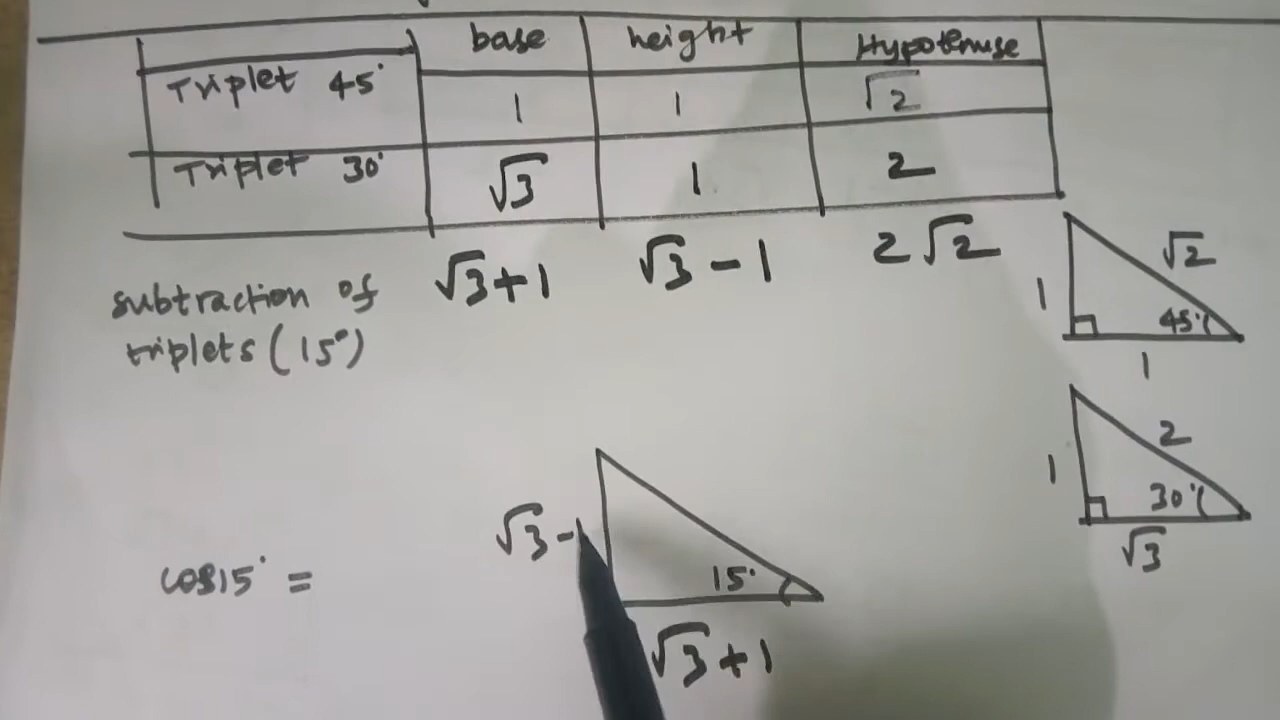 base height Hypotenuse
Triplet 45° 1 1 √2
Triplet 30° √3 1 2
subtraction of √3+1 √3-1 2√2
triplets (15°)
√2
1
45°
1
2
1
30°
√3
√3-1
15°
cos15° =
√3+1